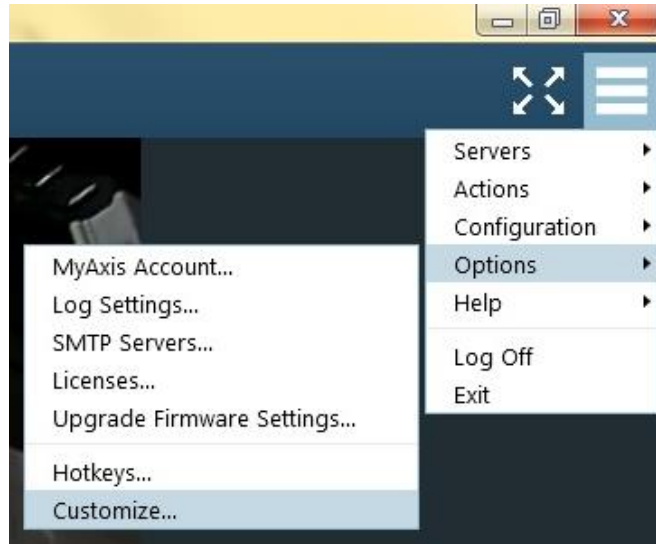 Servers
Actions
Configuration
Options
Help
Log Off
Exit
MyAxis Account...
Log Settings...
SMTP Servers...
Licenses...
Upgrade Firmware Settings...
Hotkeys...
Customize...